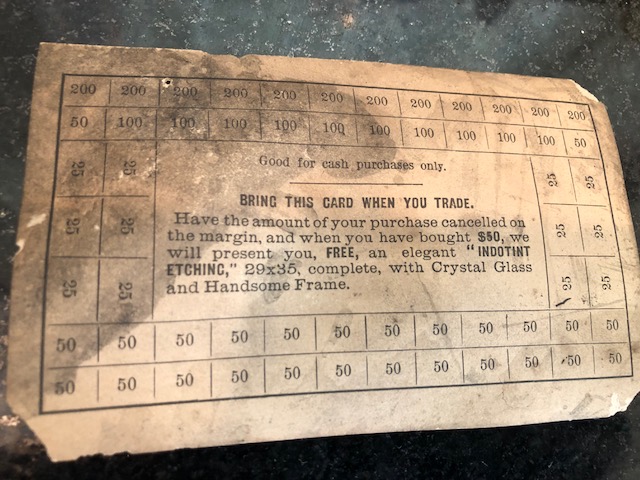 200 200 200 200 200 200 200 200 200 200 200 200
50 100 100 100 100 100 100 100 100 100 100 50
25 25
25 25
25 25
Good for cash purchases only.
BRING THIS CARD WHEN YOU TRADE.
Have the amount of your purchase cancelled on
the margin, and when you have bought $50, we
will present you, FREE, an elegant "INDOTINT
ETCHING," 29x35, complete, with Crystal Glass
and Handsome Frame.
25 25
25 25
25 25
50 50 50 50 50 50 50 50 50 50 50 50
50 50 50 50 50 50 50 50 50 50 50 50